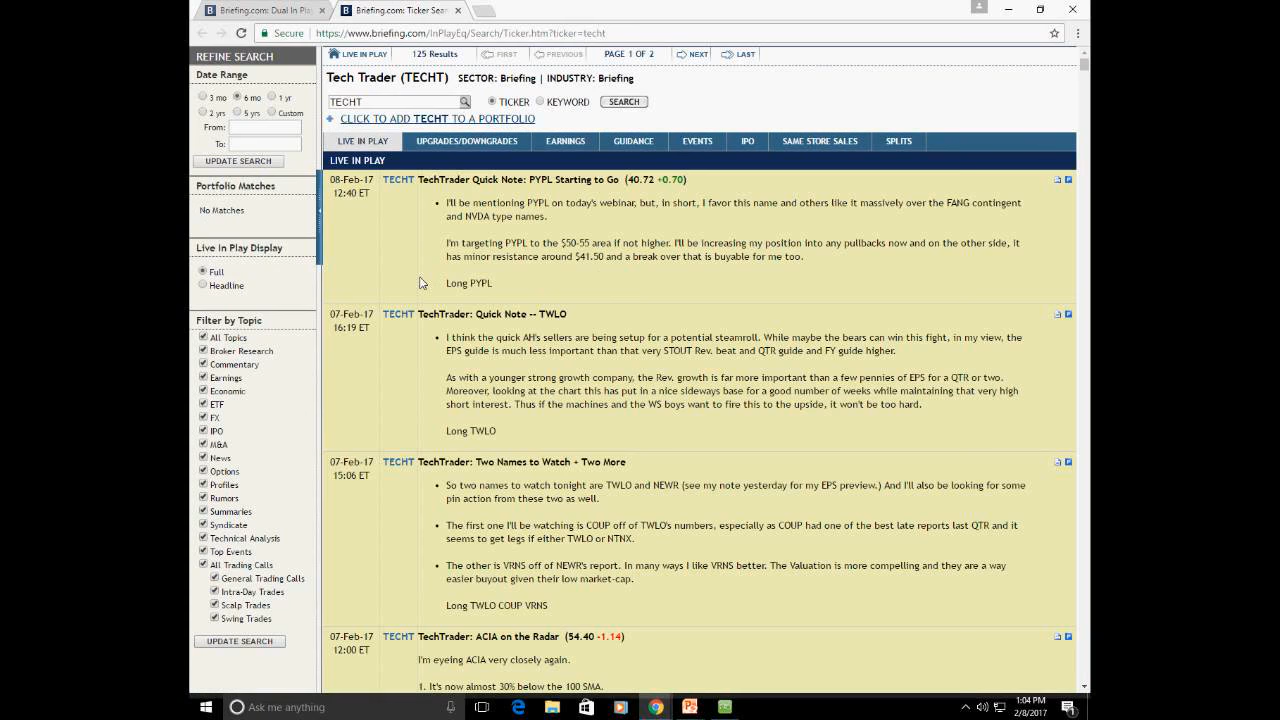 Briefing.com: Dual In Pl
Briefing.com: Ticker Sea
Secure
https://www.briefing.com/InPlayEq/Search/Ticker.htm?ticker=techt
REFINE SEARCH
Date Range
3 mo 6 mo 1 yr
2 yrs 5 yrs Custom
From:
To:
UPDATE SEARCH
Portfolio Matches
No Matches
Live In Play Display
Full
Headline
Filter by Topic
All Topics
Broker Research
Commentary
Earnings
Economic
ETF
FX
IPO
M&A
News
Options
Profiles
Rumors
Summaries
Syndicate
Technical Analysis
Top Events
All Trading Calls
General Trading Calls
Intra-Day Trades
Scalp Trades
Swing Trades
UPDATE SEARCH
LIVE IN PLAY 125 Results FIRST PREVIOUS PAGE 1 OF 2 NEXT LAST
Tech Trader (TECHT) SECTOR: Briefing | INDUSTRY: Briefing
TECHT TICKER KEYWORD SEARCH
CLICK TO ADD TECHT TO A PORTFOLIO
LIVE IN PLAY UPGRADES/DOWNGRADES EARNINGS GUIDANCE EVENTS IPO SAME STORE SALES SPLITS
LIVE IN PLAY
08-Feb-17 TECHT TechTrader Quick Note: PYPL Starting to Go (40.72 +0.70)
12:40 ET
• I'll be mentioning PYPL on today's webinar, but, in short, I favor this name and others like it massively over the FANG contingent
and NVDA type names.
I'm targeting PYPL to the $50-55 area if not higher. I'll be increasing my position into any pullbacks now and on the other side, it
has minor resistance around $41.50 and a break over that is buyable for me too.
Long PYPL
07-Feb-17 TECHT TechTrader: Quick Note -- TWLO
16:19 ET
• I think the quick AH's sellers are being setup for a potential steamroll. While maybe the bears can win this fight, in my view, the
EPS guide is much less important than that very STOUT Rev. beat and QTR guide and FY guide higher.
As with a younger strong growth company, the Rev. growth is far more important than a few pennies of EPS for a QTR or two.
Moreover, looking at the chart this has put in a nice sideways base for a good number of weeks while maintaining that very high
short interest. Thus if the machines and the WS boys want to fire this to the upside, it won't be too hard.
Long TWLO
07-Feb-17 TECHT TechTrader: Two Names to Watch + Two More
15:06 ET
• So two names to watch tonight are TWLO and NEWR (see my note yesterday for my EPS preview.) And I'll also be looking for some
pin action from these two as well.
• The first one I'll be watching is COUP off of TWLO's numbers, especially as COUP had one of the best late reports last QTR and it
seems to get legs if either TWLO or NTNX.
• The other is VRNS off of NEWR's report. In many ways I like VRNS better. The Valuation is more compelling and they are a way
easier buyout given their low market-cap.
Long TWLO COUP VRNS
07-Feb-17 TECHT TechTrader: ACIA on the Radar (54.40 -1.14)
12:00 ET
I'm eyeing ACIA very closely again.
1. It's now almost 30% below the 100 SMA.
Ask me anything
1:04 PM
2/8/2017